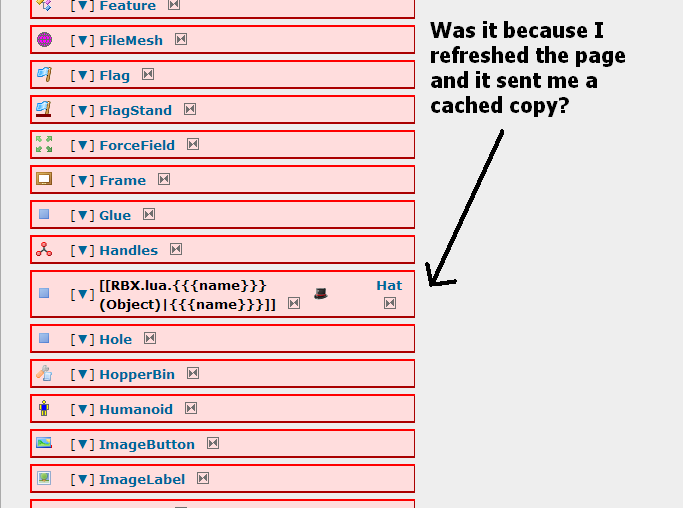 [▼] Feature
[▼] FileMesh
[▼] Flag
[▼] FlagStand
[▼] ForceField
[▼] Frame
[▼] Glue
[▼] Handles
[▼] [[RBX.lua.{{{name}}}
(Object)|{{{name}}}]]
Hat
[▼] Hole
[▼] HopperBin
[▼] Humanoid
[▼] ImageButton
[▼] ImageLabel
Was it because I
refreshed the page
and it sent me a
cached copy?